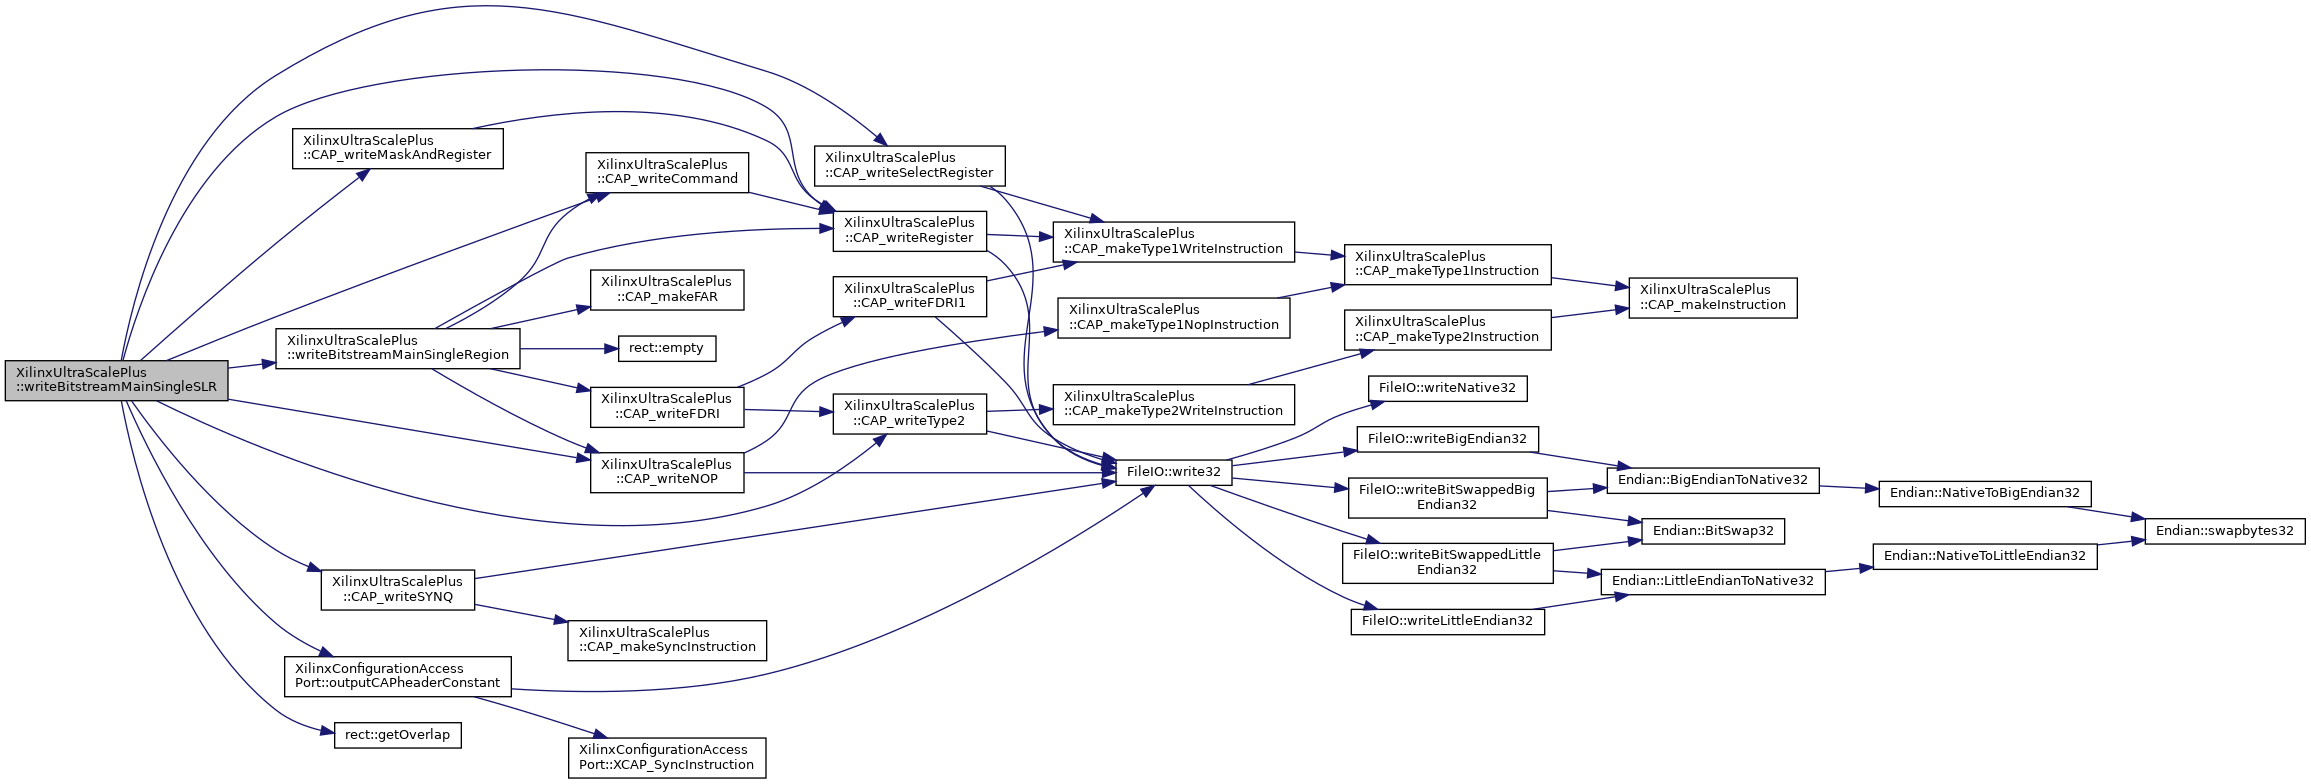 XilinxUltraScalePlus
::writeBitstreamMainSingleSLR
XilinxUltraScalePlus
::CAP_writeMaskAndRegister
XilinxUltraScalePlus
::writeBitstreamMainSingleRegion
XilinxUltraScalePlus
::CAP_writeSYNQ
XilinxConfigurationAccess
Port::outputCAPheaderConstant
rect::getOverlap
XilinxUltraScalePlus
::CAP_writeCommand
XilinxUltraScalePlus
::CAP_makeFAR
rect::empty
XilinxUltraScalePlus
::CAP_writeFDRI
XilinxUltraScalePlus
::CAP_writeNOP
XilinxUltraScalePlus
::CAP_makeSyncInstruction
XilinxConfigurationAccess
Port::XCAP_SyncInstruction
XilinxUltraScalePlus
::CAP_writeSelectRegister
XilinxUltraScalePlus
::CAP_writeRegister
XilinxUltraScalePlus
::CAP_writeFDRI1
XilinxUltraScalePlus
::CAP_writeType2
XilinxUltraScalePlus
::CAP_makeType1WriteInstruction
XilinxUltraScalePlus
::CAP_makeType1NopInstruction
XilinxUltraScalePlus
::CAP_makeType2WriteInstruction
FileIO::write32
XilinxUltraScalePlus
::CAP_makeType1Instruction
XilinxUltraScalePlus
::CAP_makeType2Instruction
FileIO::writeNative32
FileIO::writeBigEndian32
FileIO::writeBitSwappedBig
Endian32
FileIO::writeBitSwappedLittle
Endian32
FileIO::writeLittleEndian32
XilinxUltraScalePlus
::CAP_makeInstruction
Endian::BigEndianToNative32
Endian::BitSwap32
Endian::LittleEndianToNative32
Endian::NativeToBigEndian32
Endian::NativeToLittleEndian32
Endian::swapbytes32